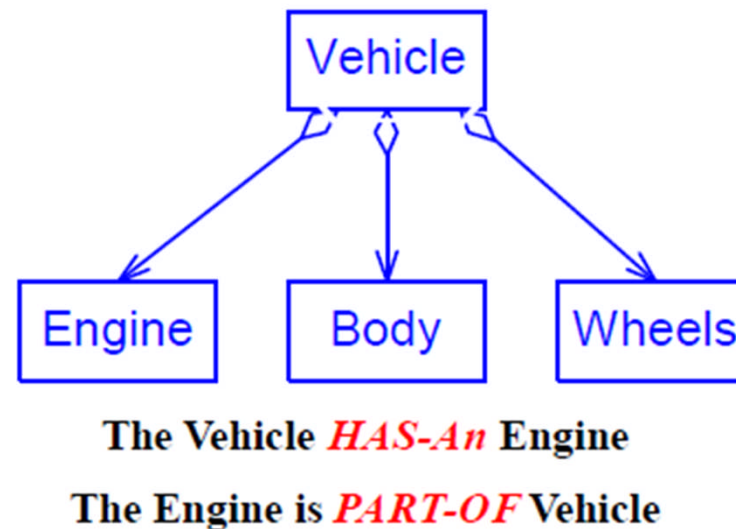 Vehicle
Engine Body Wheels
The Vehicle HAS-An Engine
The Engine is PART-OF Vehicle